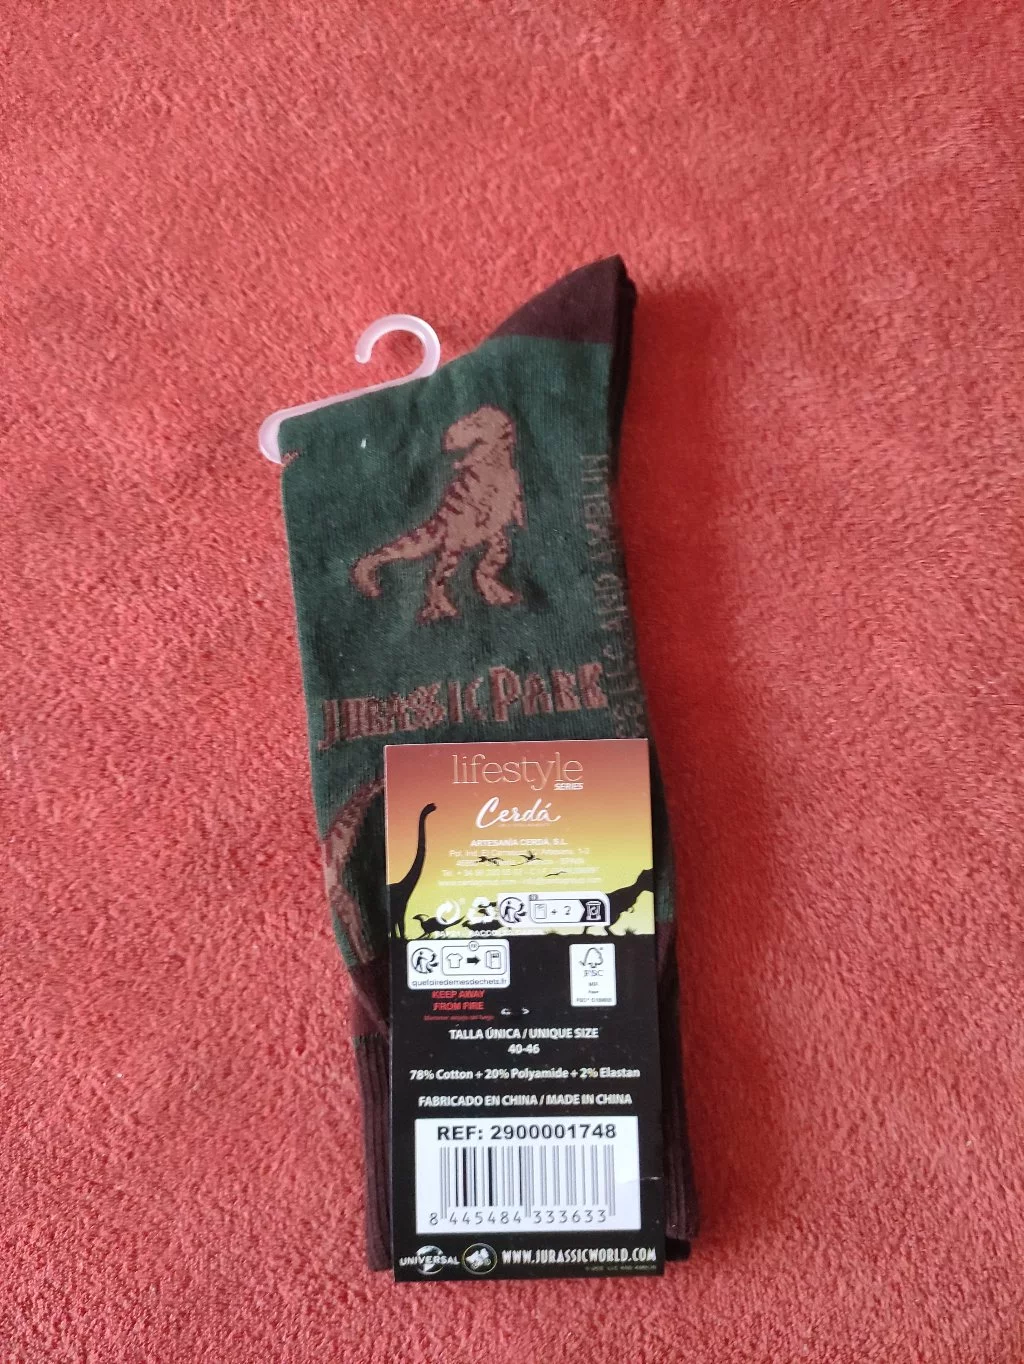 JURASSIC PARK
lifestyle
SERIES
Cerdá
ARTESANÍA CERDÁ, S.L.
+ 2
quefairedemesdechets.fr
KEEP AWAY
FROM FIRE
FSC
TALLA ÚNICA / UNIQUE SIZE
40-46
78% Cotton + 20% Polyamide + 2% Elastan
FABRICADO EN CHINA / MADE IN CHINA
REF: 2900001748
8 445484 333633
UNIVERSAL
WWW.JURASSICWORLD.COM